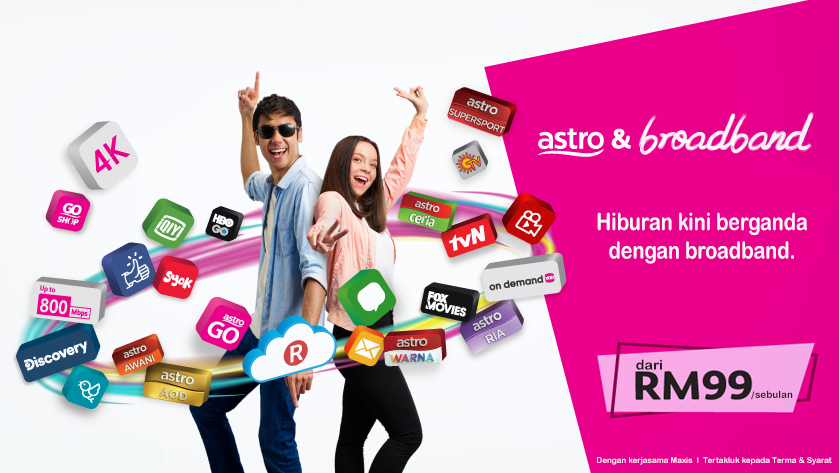 4K
GO
SHOP
iQIYI
HBO
GO
Syok
Up to
800 Mbps
Discovery
astro
AWANI
astro
AOD
astro
GO
R
astro
SUPERSPORT
astro
ceria
tvN
on demand
FOX
MOVIES
astro
RIA
astro
WARNA
astro & broadband
Hiburan kini berganda
dengan broadband.
dari
RM99/sebulan
Dengan kerjasama Maxis I Tertakluk kepada Terma & Syarat